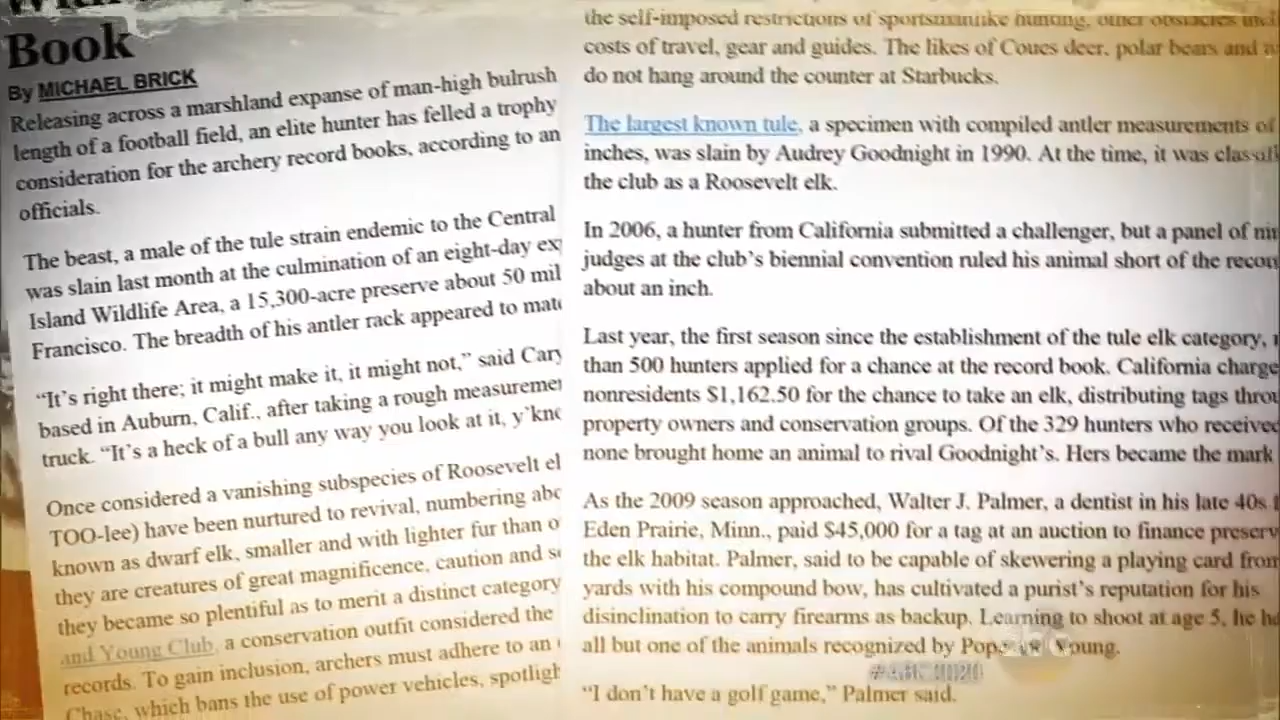 Book
By MICHAEL BRICK
Releasing across a marshland expanse of man-high bulrush
length of a football field, an elite hunter has felled a trophy
consideration for the archery record books, according to an
officials.
The beast, a male of the tule strain endemic to the Central
was slain last month at the culmination of an eight-day
Island Wildlife Area, a 15,300-acre preserve about 50
Francisco. The breadth of his antler rack appeared to
“It’s right there; it might make it, it might not,” said
based in Auburn, Calif., after taking a rough
truck. “It’s a heck of a bull any way you look at it,
Once considered a vanishing subspecies of Roosevelt
TOO-lee) have been nurtured to revival, numbering
known as dwarf elk, smaller and with lighter fur than
they are creatures of great magnificence, caution and
they became so plentiful as to merit a distinct category
and Young Club, a conservation outfit considered the
records. To gain inclusion, archers must adhere to an
Chase, which bans the use of power vehicles,
the self-imposed restrictions of sportsmanlike hunting, other obstacles
costs of travel, gear and guides. The likes of Coues deer, polar bears and
do not hang around the counter at Starbucks.
The largest known tule, a specimen with compiled antler measurements of
inches, was slain by Audrey Goodnight in 1990. At the time, it was
the club as a Roosevelt elk.
In 2006, a hunter from California submitted a challenger, but a panel of
judges at the club’s biennial convention ruled his animal short of the
about an inch.
Last year, the first season since the establishment of the tule elk category,
than 500 hunters applied for a chance at the record book. California
nonresidents $1,162.50 for the chance to take an elk, distributing tags
property owners and conservation groups. Of the 329 hunters who received
none brought home an animal to rival Goodnight’s. Hers became the mark
As the 2009 season approached, Walter J. Palmer, a dentist in his late 40s
Eden Prairie, Minn., paid $45,000 for a tag at an auction to finance
the elk habitat. Palmer, said to be capable of skewering a playing card from
yards with his compound bow, has cultivated a purist’s reputation for his
disinclination to carry firearms as backup. Learning to shoot at age 5, he
all but one of the animals recognized by Pope Young.
abc
#ABC2020
“I don’t have a golf game,” Palmer said.